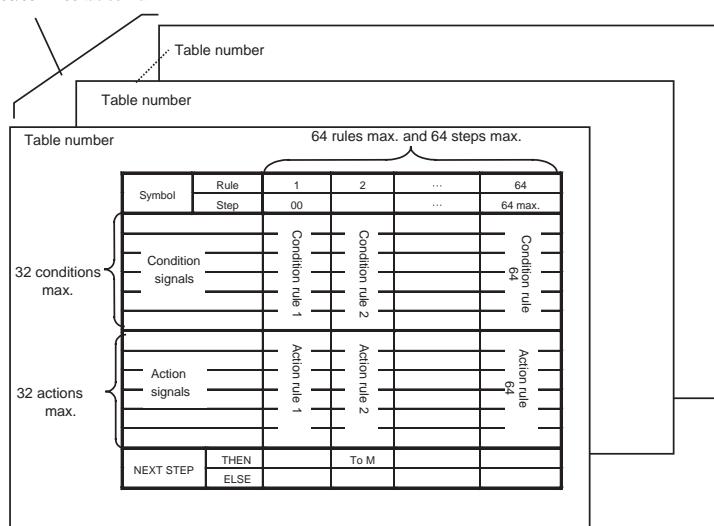 Table number
Table number
Table number
64 rules max. and 64 steps max.
Symbol Rule 1 2 ... 64
Step 00 ... 64 max.
32 conditions
max.
Condition
signals
Condition rule 1
Condition rule 2
Condition rule
64
32 actions
max.
Action
signals
Action rule 1
Action rule 2
Action rule
64
NEXT STEP THEN To M
ELSE